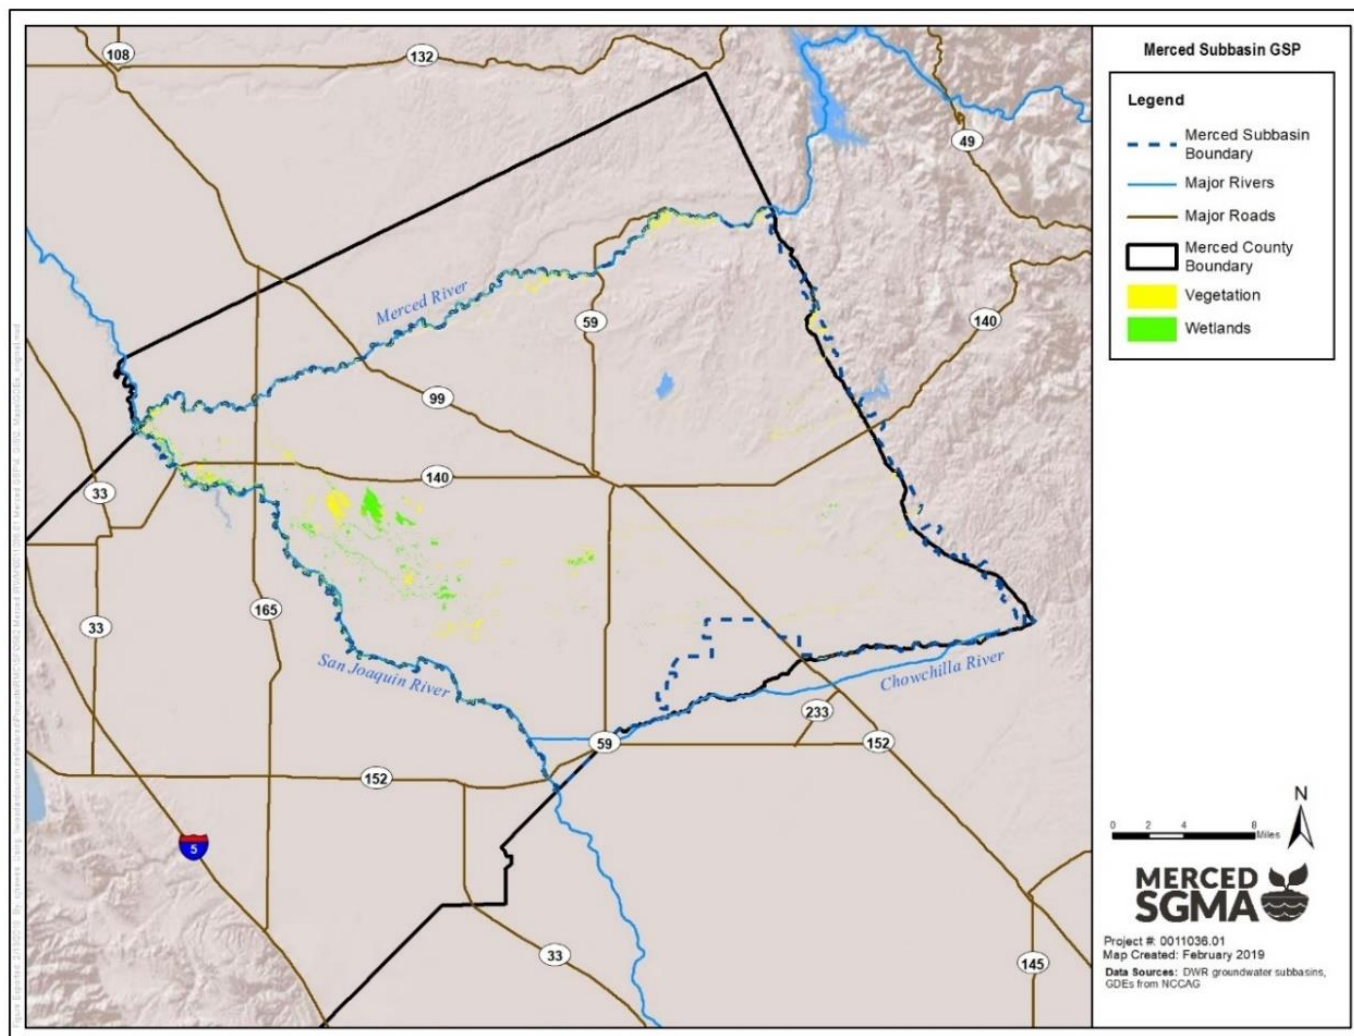 Merced Subbasin GSP
Legend
Merced Subbasin
Boundary
Major Rivers
Major Roads
Merced County
Boundary
Vegetation
Wetlands
108
132
49
Merced River
59
140
99
140
33
165
33
San Joaquin River
Chowchilla River
233
59
152
152
5
33
145
N
0 2 4 8
Miles
MERCED
SGMA
Project #: 0011036.01
Map Created: February 2019
Data Sources: DWR groundwater subbasins,
GDEs from NCCAG